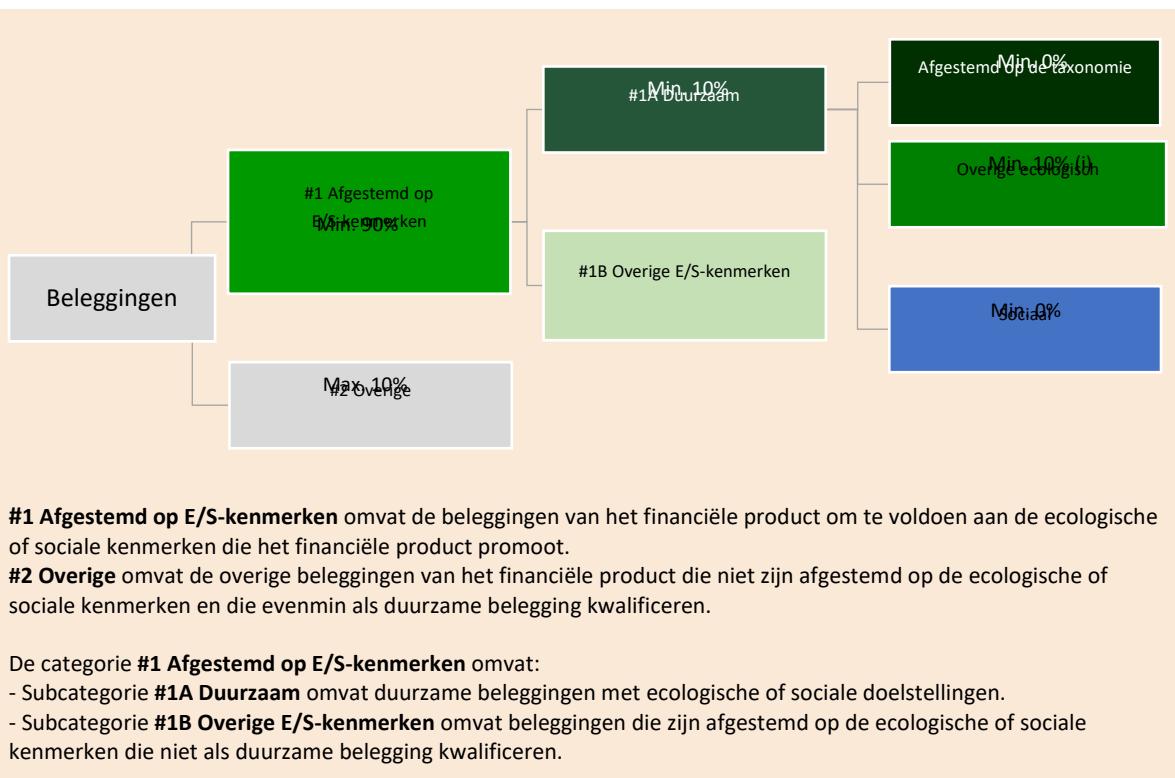 Beleggingen
#1 Afgestemd op
E/S-kenmerken
Min. 90%
Max. 10%
#2 Overige
Min. 10%
#1A Duurzaam
#1B Overige E/S-kenmerken
Min. 0%
Afgestemd op de taxonomie
Min. 10% (i)
Overige ecologisch
Min. 0%
Sociaal
#1 Afgestemd op E/S-kenmerken omvat de beleggingen van het financiële product om te voldoen aan de ecologische
of sociale kenmerken die het financiële product promoot.
#2 Overige omvat de overige beleggingen van het financiële product die niet zijn afgestemd op de ecologische of
sociale kenmerken en die evenmin als duurzame belegging kwalificeren.
De categorie #1 Afgestemd op E/S-kenmerken omvat:
- Subcategorie #1A Duurzaam omvat duurzame beleggingen met ecologische of sociale doelstellingen.
- Subcategorie #1B Overige E/S-kenmerken omvat beleggingen die zijn afgestemd op de ecologische of sociale
kenmerken die niet als duurzame belegging kwalificeren.